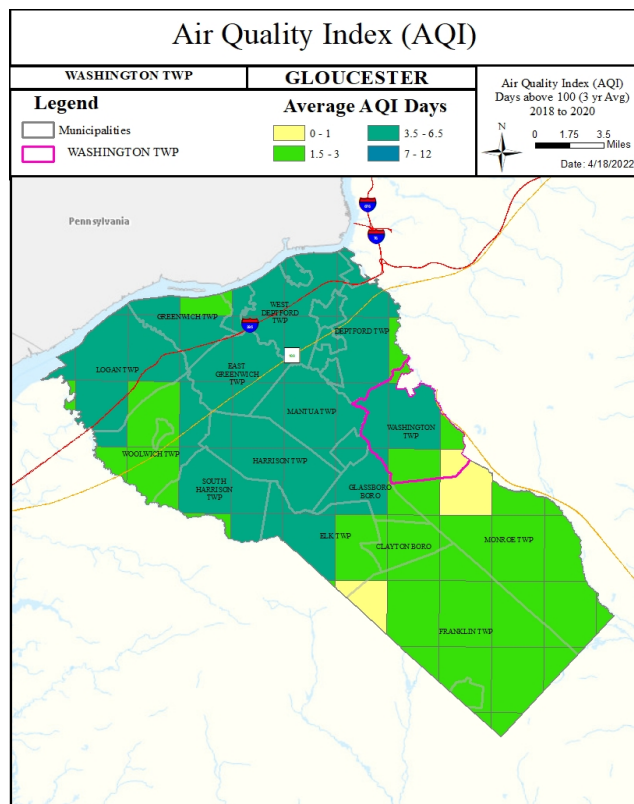 Air Quality Index (AQI)
WASHINGTON TWP
GLOUCESTER
Air Quality Index (AQI)
Days above 100 (3 yr Avg)
2018 to 2020
N
0 1.75 3.5
Miles
Date: 4/18/2022
Legend
Municipalities
WASHINGTON TWP
Average AQI Days
0 - 1
1.5 - 3
3.5 - 6.5
7 - 12
Pennsylvania
GREENWICH TWP
WEST
DEPTFORD
TWP
DEPTFORD TWP
LOGAN TWP
EAST
GREENWICH
TWP
MANTUA TWP
WASHINGTON
TWP
WOOLWICH TWP
HARRISON TWP
SOUTH
HARRISON
TWP
GLASSBORO
BORO
ELK TWP
CLAYTON BORO
MONROE TWP
FRANKLIN TWP